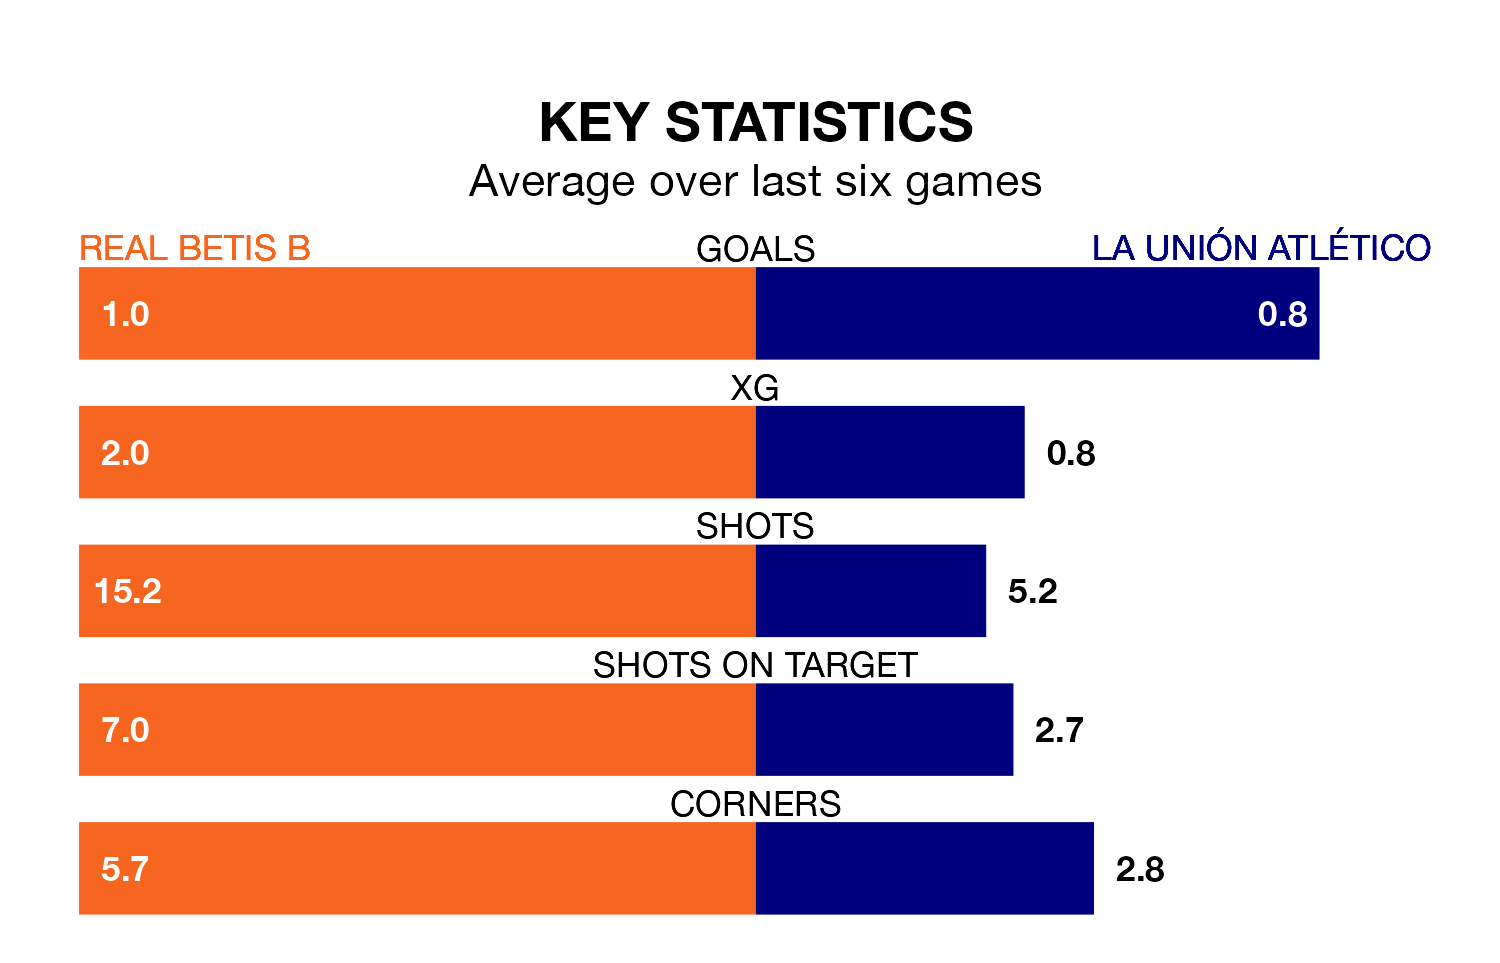 KEY STATISTICS
Average over last six games
REAL BETIS B GOALS LA UNIÓN ATLÉTICO
1.0 0.8
XG
2.0 0.8
SHOTS
15.2 5.2
SHOTS ON TARGET
7.0 2.7
CORNERS
5.7 2.8